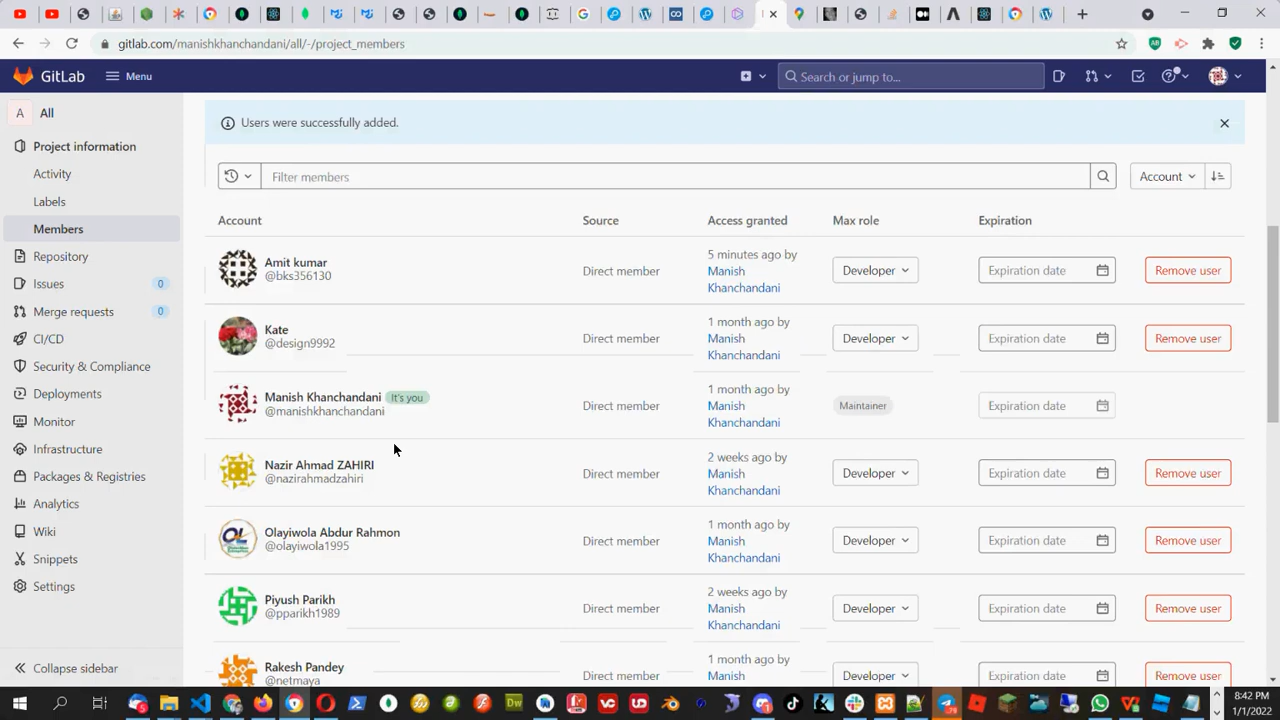 gitlab.com/manishkhanchandani/all/-/project_members
GitLab
Menu
Search or jump to...
A
All
Project information
Activity
Labels
Members
Repository
Issues
0
Merge requests
0
CI/CD
Security & Compliance
Deployments
Monitor
Infrastructure
Packages & Registries
Analytics
Wiki
Snippets
Settings
Collapse sidebar
Users were successfully added.
Filter members
Account
Account
Source
Access granted
Max role
Expiration
Amit kumar
@bks356130
Direct member
5 minutes ago by
Manish
Khanchandani
Developer
Expiration date
Remove user
Kate
@design9992
Direct member
1 month ago by
Manish
Khanchandani
Developer
Expiration date
Remove user
Manish Khanchandani
It's you
@manishkhanchandani
Direct member
1 month ago by
Manish
Khanchandani
Maintainer
Expiration date
Nazir Ahmad ZAHIRI
@nazirahmadzahiri
Direct member
2 weeks ago by
Manish
Khanchandani
Developer
Expiration date
Remove user
Olayiwola Abdur Rahmon
@olayiwola1995
Direct member
1 month ago by
Manish
Khanchandani
Developer
Expiration date
Remove user
Piyush Parikh
@pparikh1989
Direct member
2 weeks ago by
Manish
Khanchandani
Developer
Expiration date
Remove user
Rakesh Pandey
@netmaya
Direct member
1 month ago by
Manish
Developer
Expiration date
Remove user
8:42 PM
1/1/2022